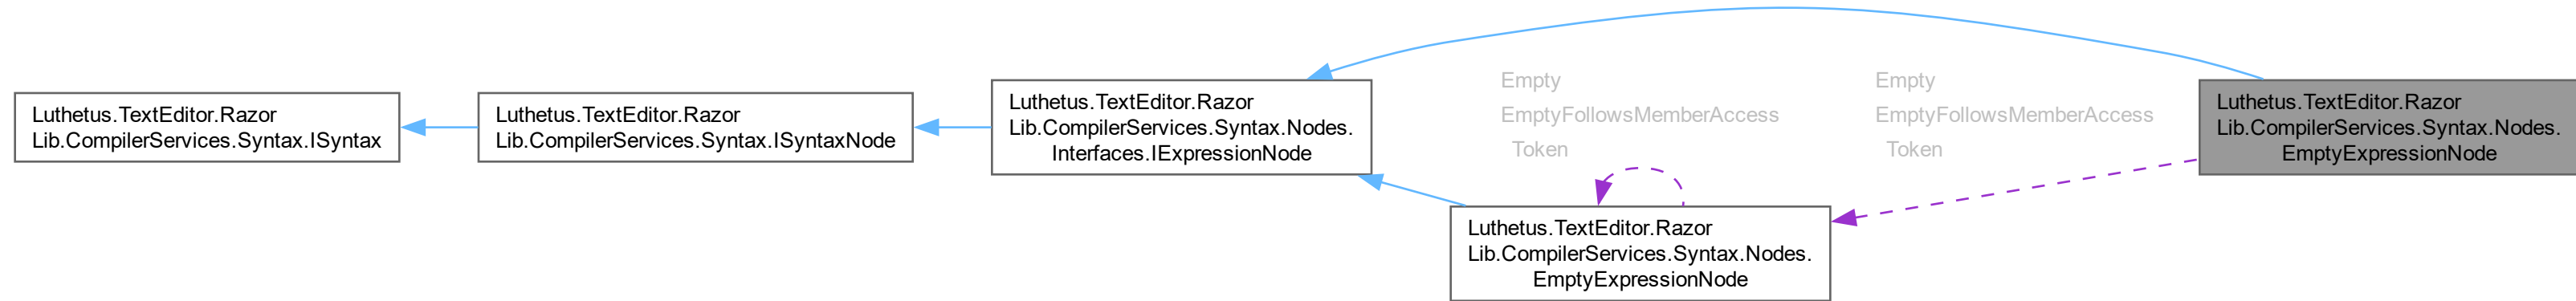 Luthetus.TextEditor.Razor
Lib.CompilerServices.Syntax.ISyntax
Luthetus.TextEditor.Razor
Lib.CompilerServices.Syntax.ISyntaxNode
Luthetus.TextEditor.Razor
Lib.CompilerServices.Syntax.Nodes.
Interfaces.IExpressionNode
Empty
EmptyFollowsMemberAccess
Token
Luthetus.TextEditor.Razor
Lib.CompilerServices.Syntax.Nodes.
EmptyExpressionNode
Empty
EmptyFollowsMemberAccess
Token
Luthetus.TextEditor.Razor
Lib.CompilerServices.Syntax.Nodes.
EmptyExpressionNode